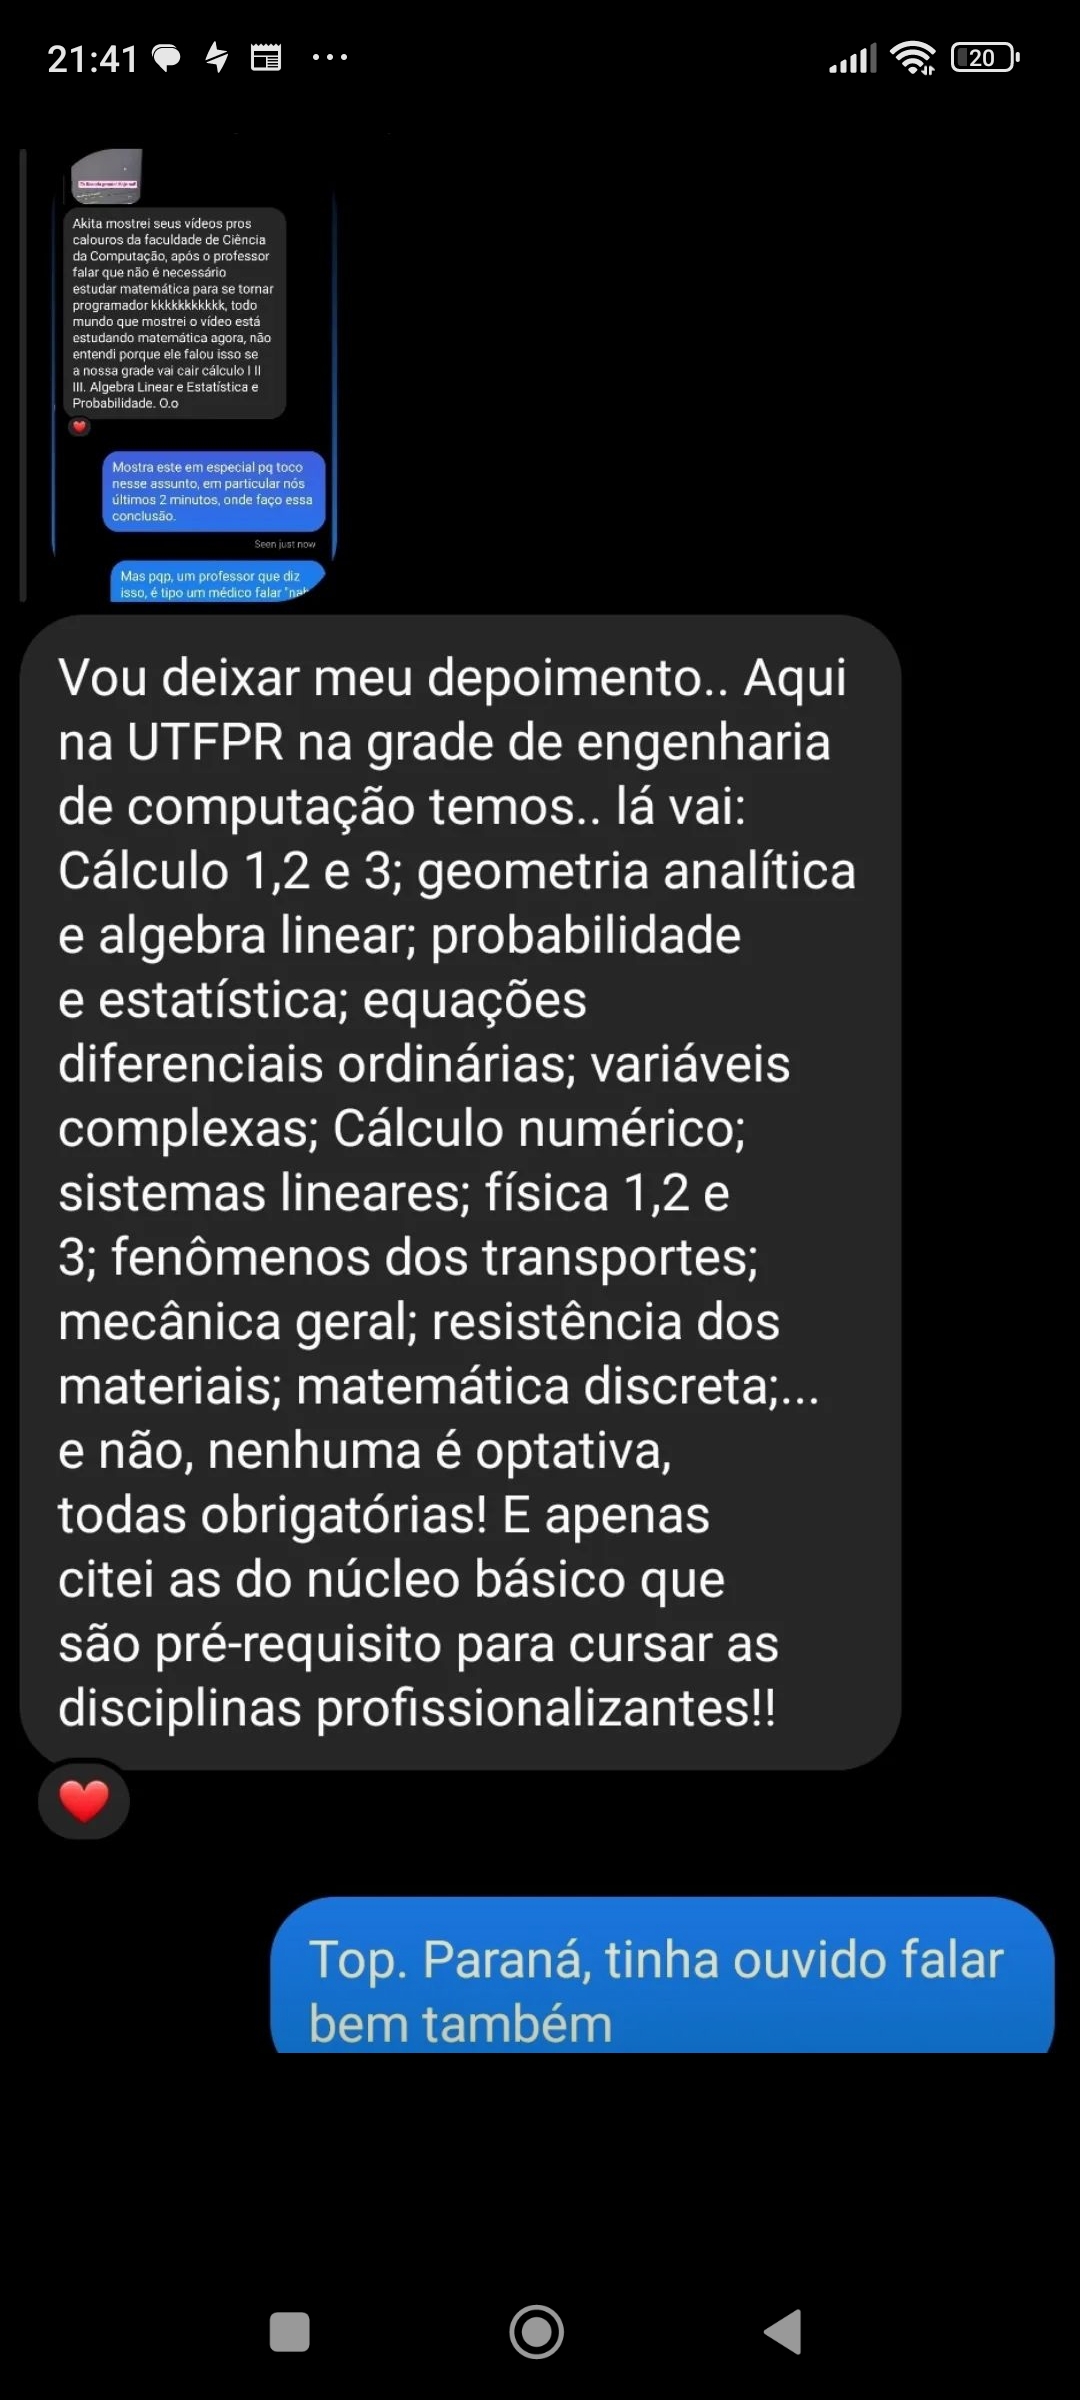 21:41
20
Akita mostrei seus vídeos pros
calouros da faculdade de Ciência
da Computação, após o professor
falar que não é necessário
estudar matemática para se tornar
programador kkkkkkkkkkk, todo
mundo que mostrei o vídeo está
estudando matemática agora, não
entendi porque ele falou isso se
a nossa grade vai cair cálculo I II
III. Algebra Linear e Estatística e
Probabilidade. O.o
Mostra este em especial pq toco
nesse assunto, em particular nós
últimos 2 minutos, onde faço essa
conclusão.
Seen just now
Mas pqp, um professor que diz
isso, é tipo um médico falar "nah
Vou deixar meu depoimento.. Aqui
na UTFPR na grade de engenharia
de computação temos.. lá vai:
Cálculo 1,2 e 3; geometria analítica
e algebra linear; probabilidade
e estatística; equações
diferenciais ordinárias; variáveis
complexas; Cálculo numérico;
sistemas lineares; física 1,2 e
3; fenômenos dos transportes;
mecânica geral; resistência dos
materiais; matemática discreta;...
e não, nenhuma é optativa,
todas obrigatórias! E apenas
citei as do núcleo básico que
são pré-requisito para cursar as
disciplinas profissionalizantes!!
Top. Paraná, tinha ouvido falar
bem também